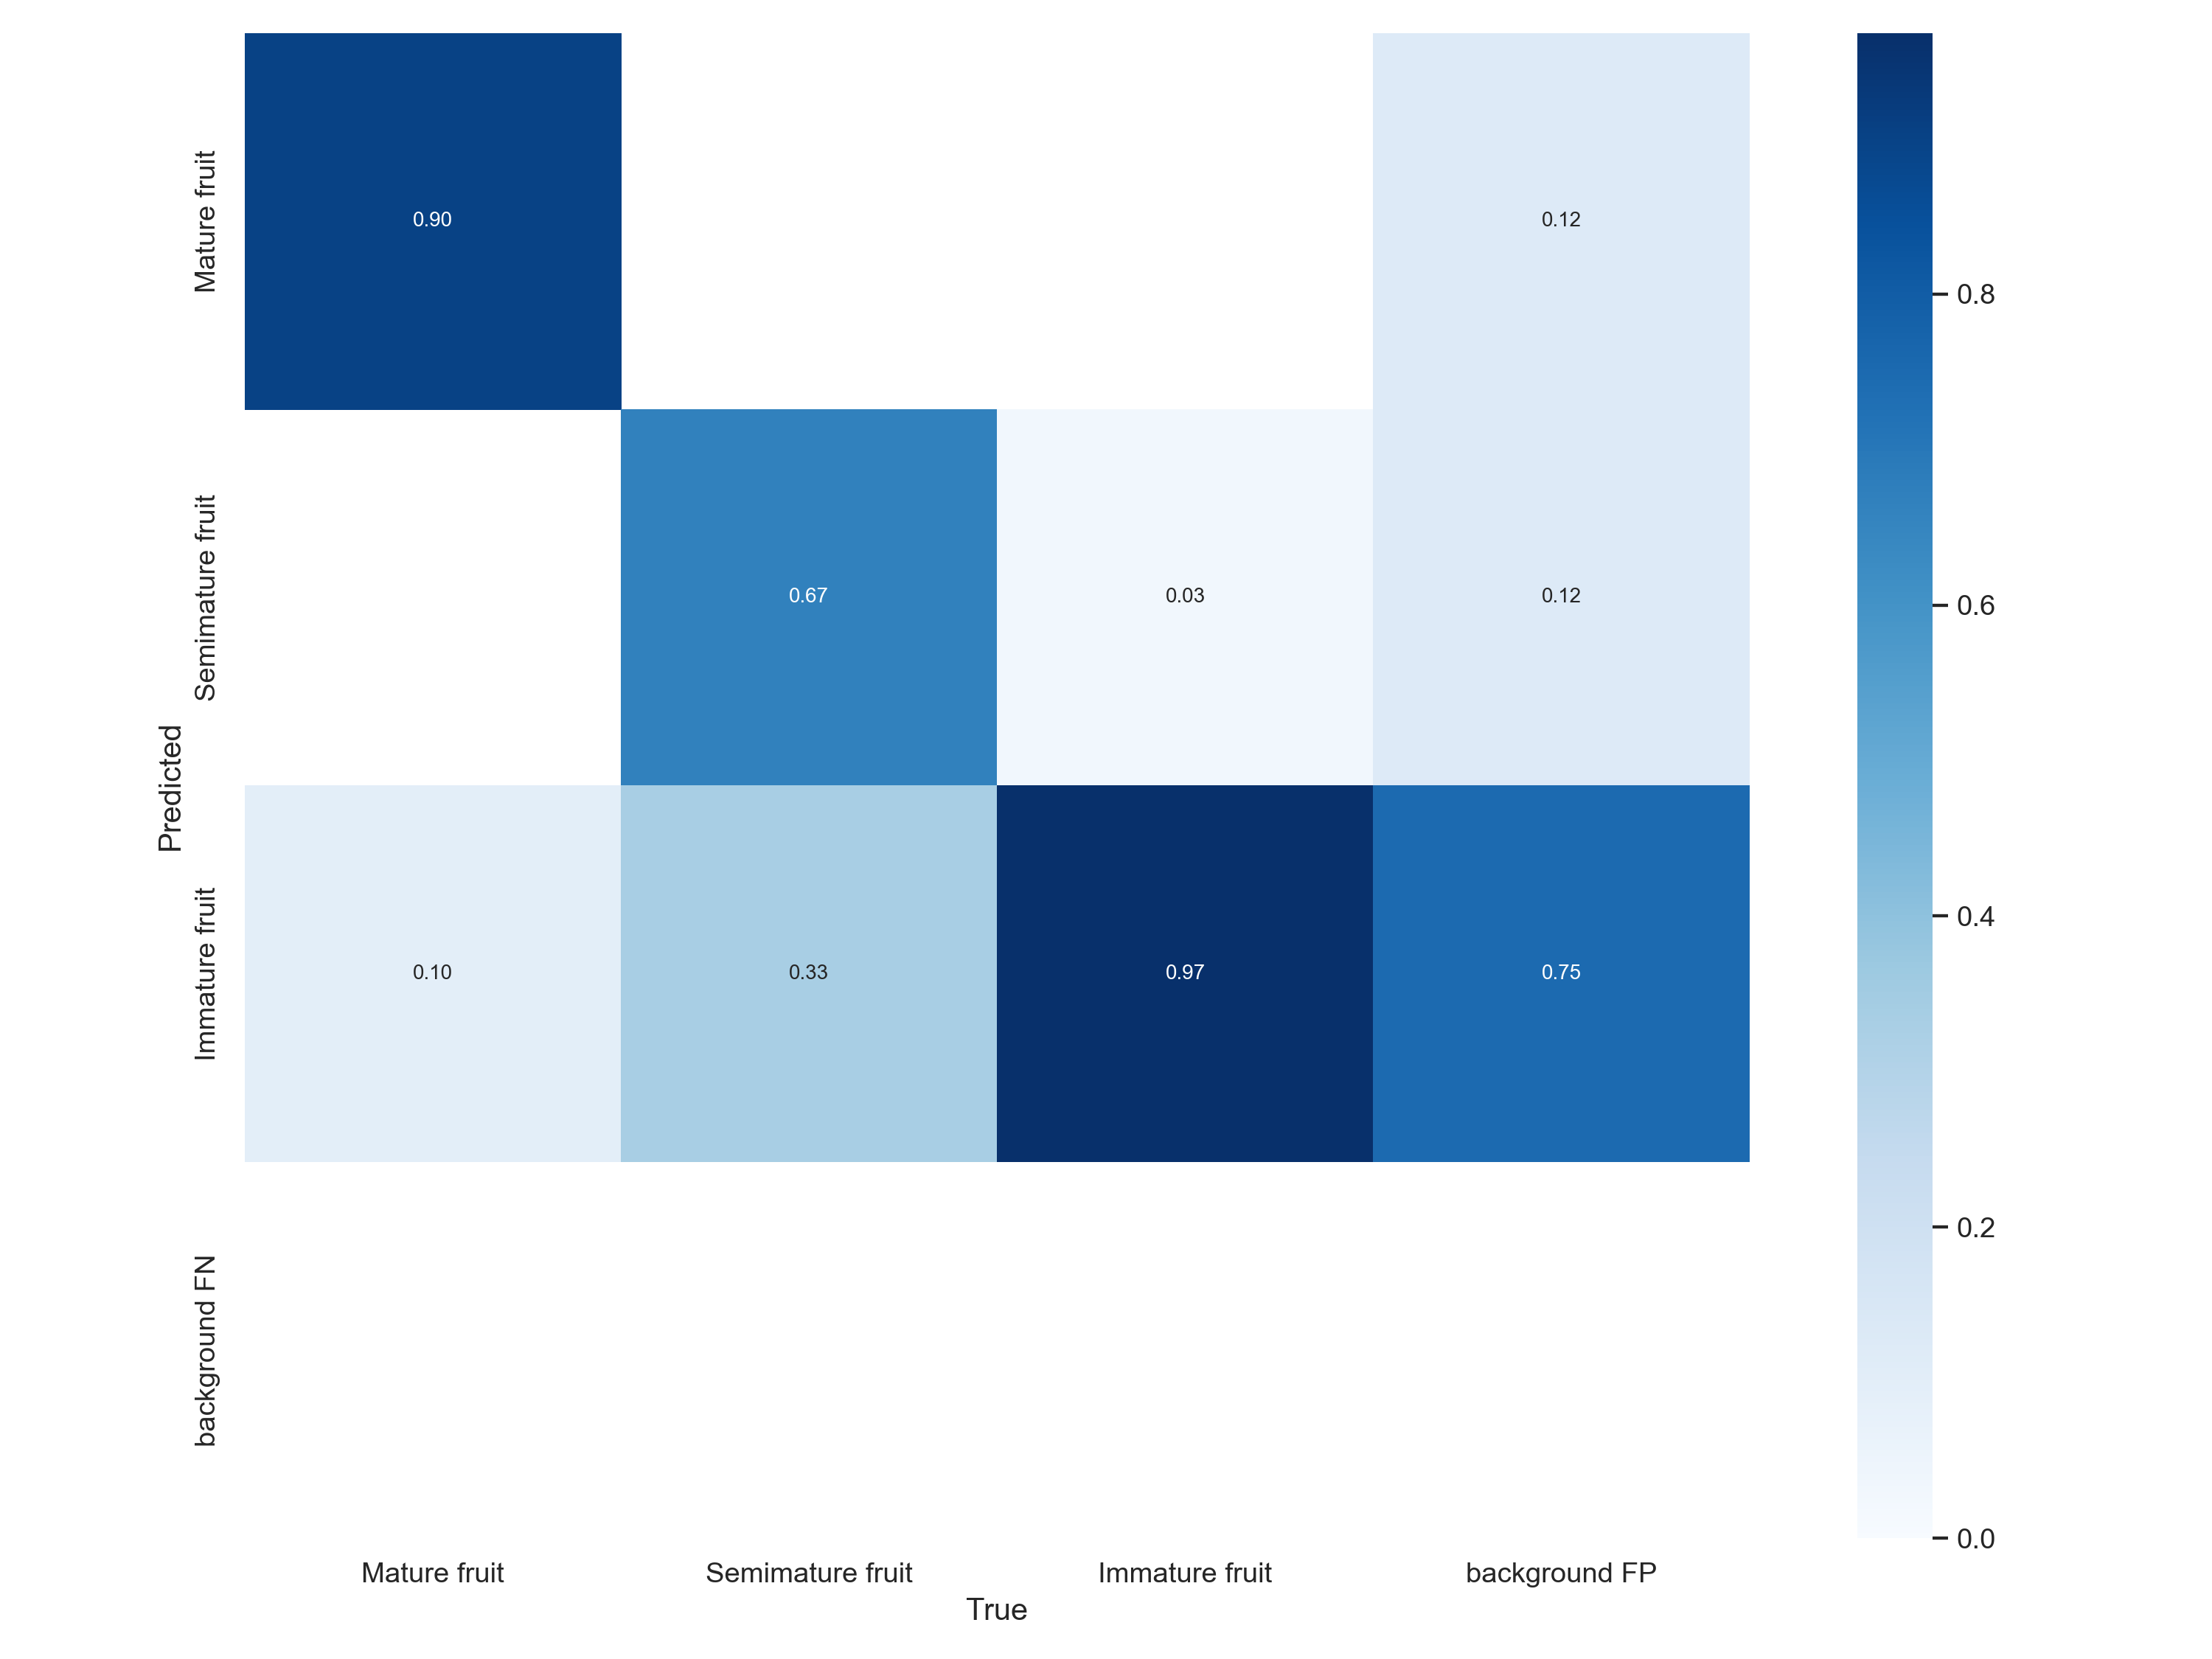 Mature fruit
0.90
0.12
Semimature fruit
0.67
0.03
0.12
Predicted
Immature fruit
0.10
0.33
0.97
0.75
background FN
Mature fruit
Semimature fruit
Immature fruit
background FP
True
0.8
0.6
0.4
0.2
0.0